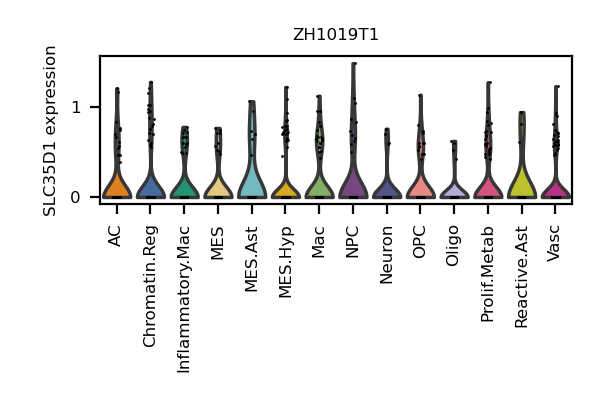 ZH1019T1
SLC35D1 expression
1
0
AC
Chromatin.Reg
Inflammatory.Mac
MES
MES.Ast
MES.Hyp
Mac
NPC
Neuron
OPC
Oligo
Prolif.Metab
Reactive.Ast
Vasc